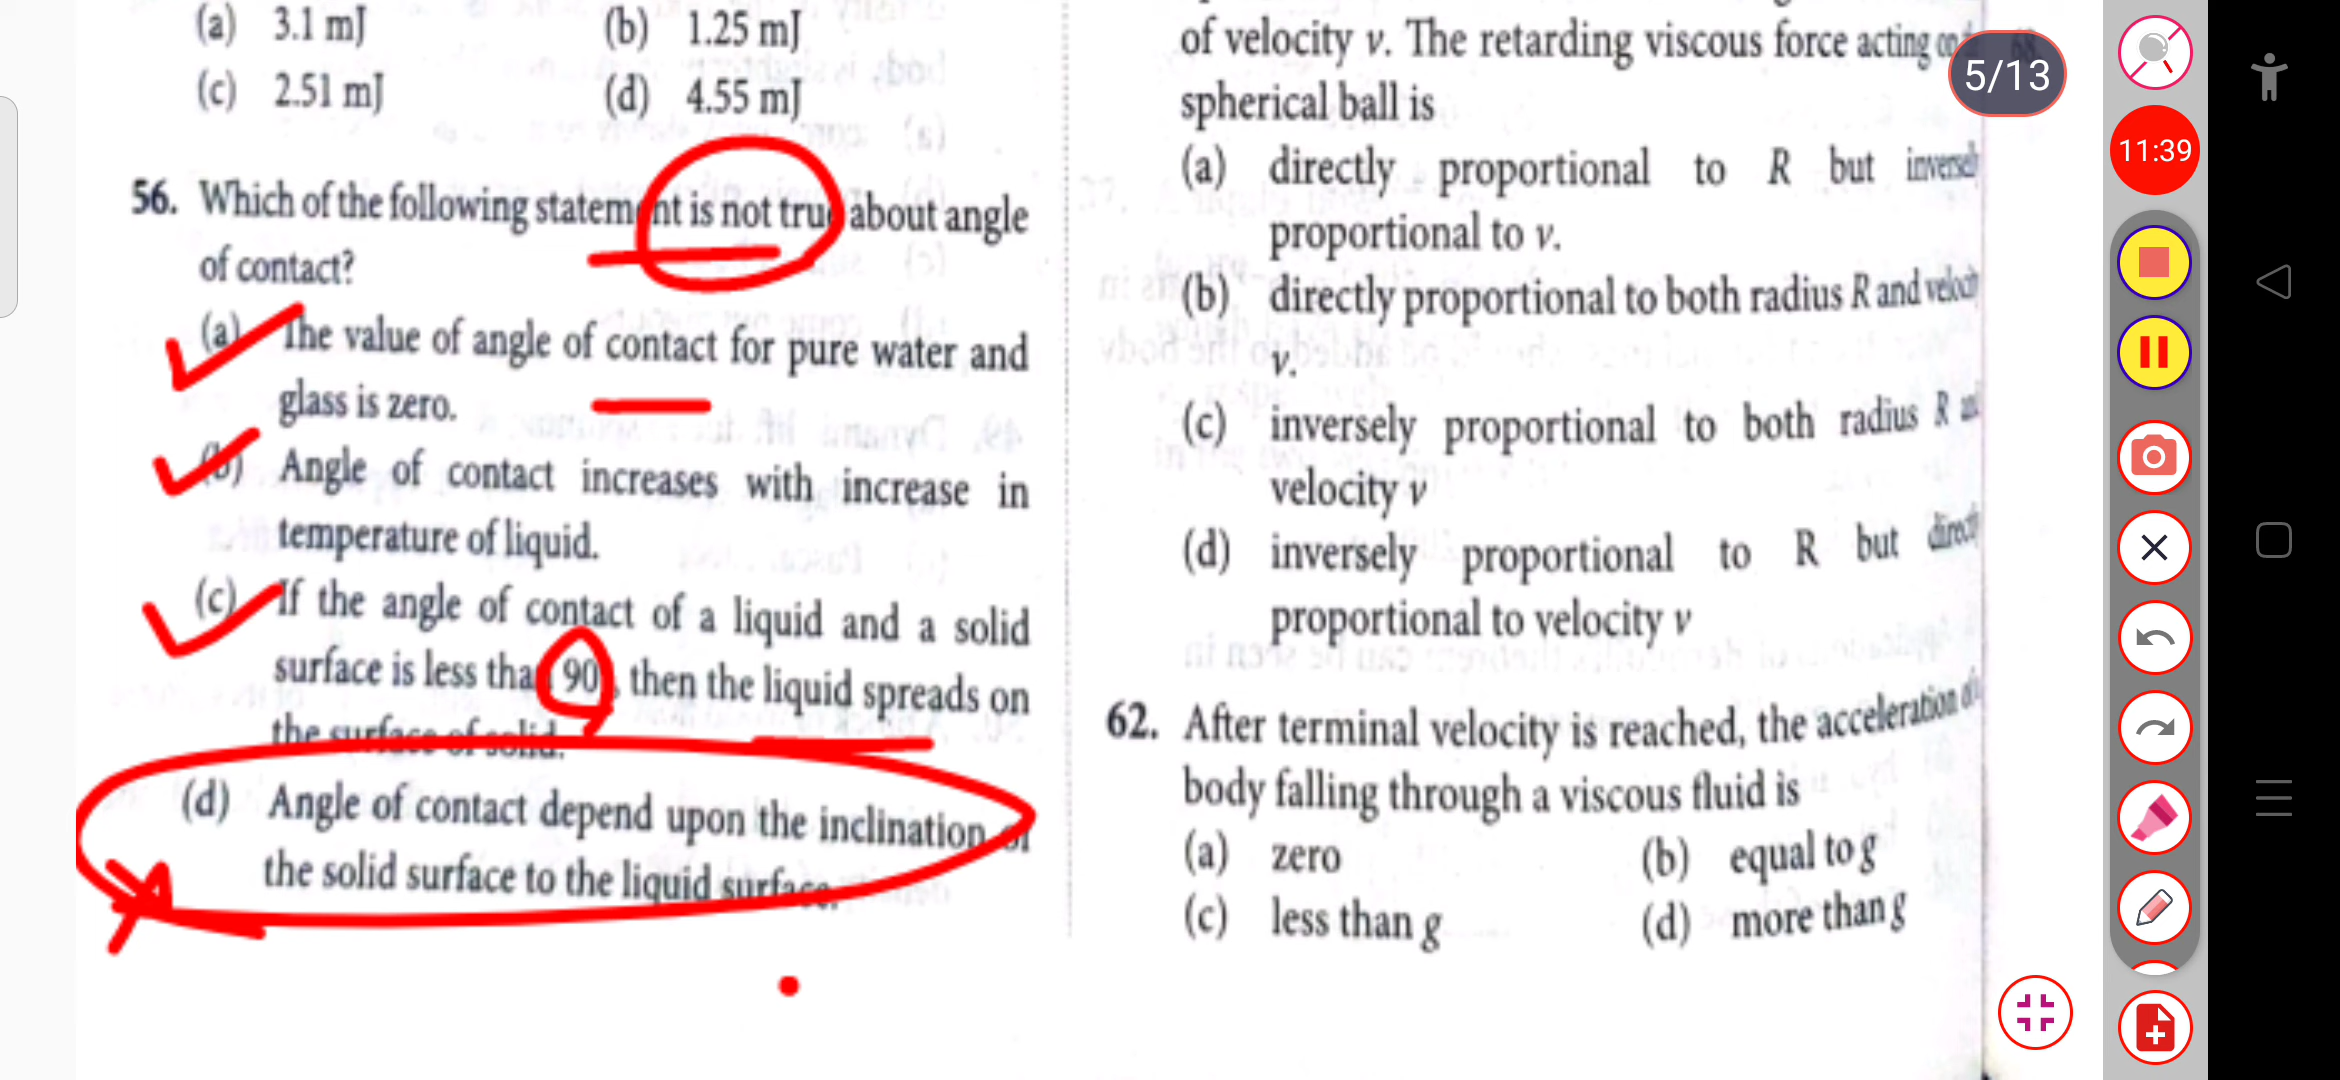 (a) 3.1 mJ (b) 1.25 mJ
(c) 2.51 mJ (d) 4.55 mJ
56. Which of the following statement is not true about angle
of contact?
(a) The value of angle of contact for pure water and
glass is zero.
(b) Angle of contact increases with increase in
temperature of liquid.
(c) If the angle of contact of a liquid and a solid
surface is less than 90, then the liquid spreads on
the surface of solid.
(d) Angle of contact depend upon the inclination of
the solid surface to the liquid surface.
of velocity v. The retarding viscous force acting on
spherical ball is
(a) directly proportional to R but inversely
proportional to v.
(b) directly proportional to both radius R and velocity
v.
(c) inversely proportional to both radius R and
velocity v
(d) inversely proportional to R but directly
proportional to velocity v
62. After terminal velocity is reached, the acceleration of
body falling through a viscous fluid is
(a) zero (b) equal to g
(c) less than g (d) more than g
5/13
11:39